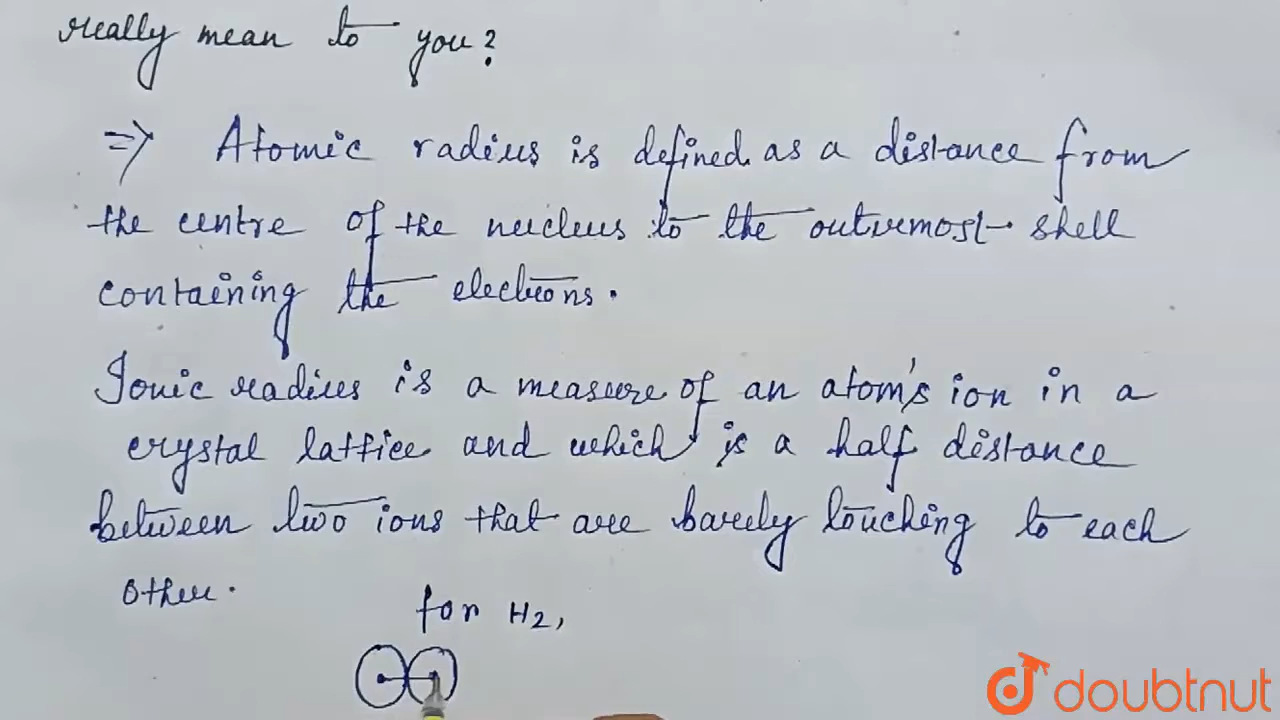 really mean to you?
⇒ Atomic radius is defined as a distance from
the centre of the nucleus to the outermost shell
containing the electrons.
Ionic radius is a measure of an atom's ion in a
crystal lattice and which is a half distance
between two ions that are barely touching to each
other.
for H2,
doubtnut